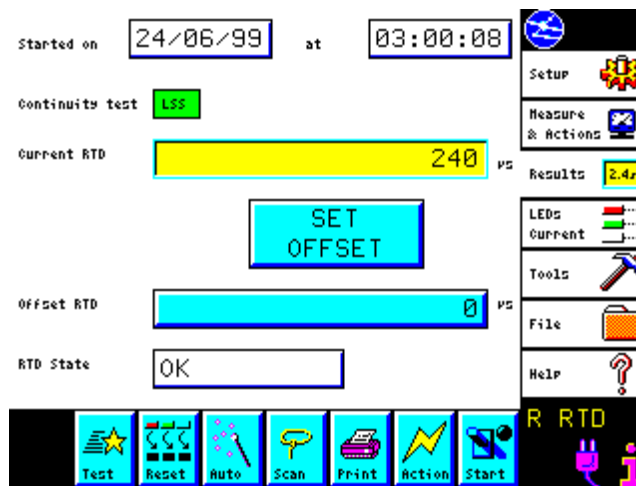 Started on 24/06/99 at 03:00:08
Continuity test LSS
Current RTD 240 µs
SET
OFFSET
Offset RTD 0 µs
RTD State OK
Setup
Measure
& Actions
Results 2.4
LEDs
Current
Tools
File
Help
R RTD
Test Reset Auto Scan Print Action Start